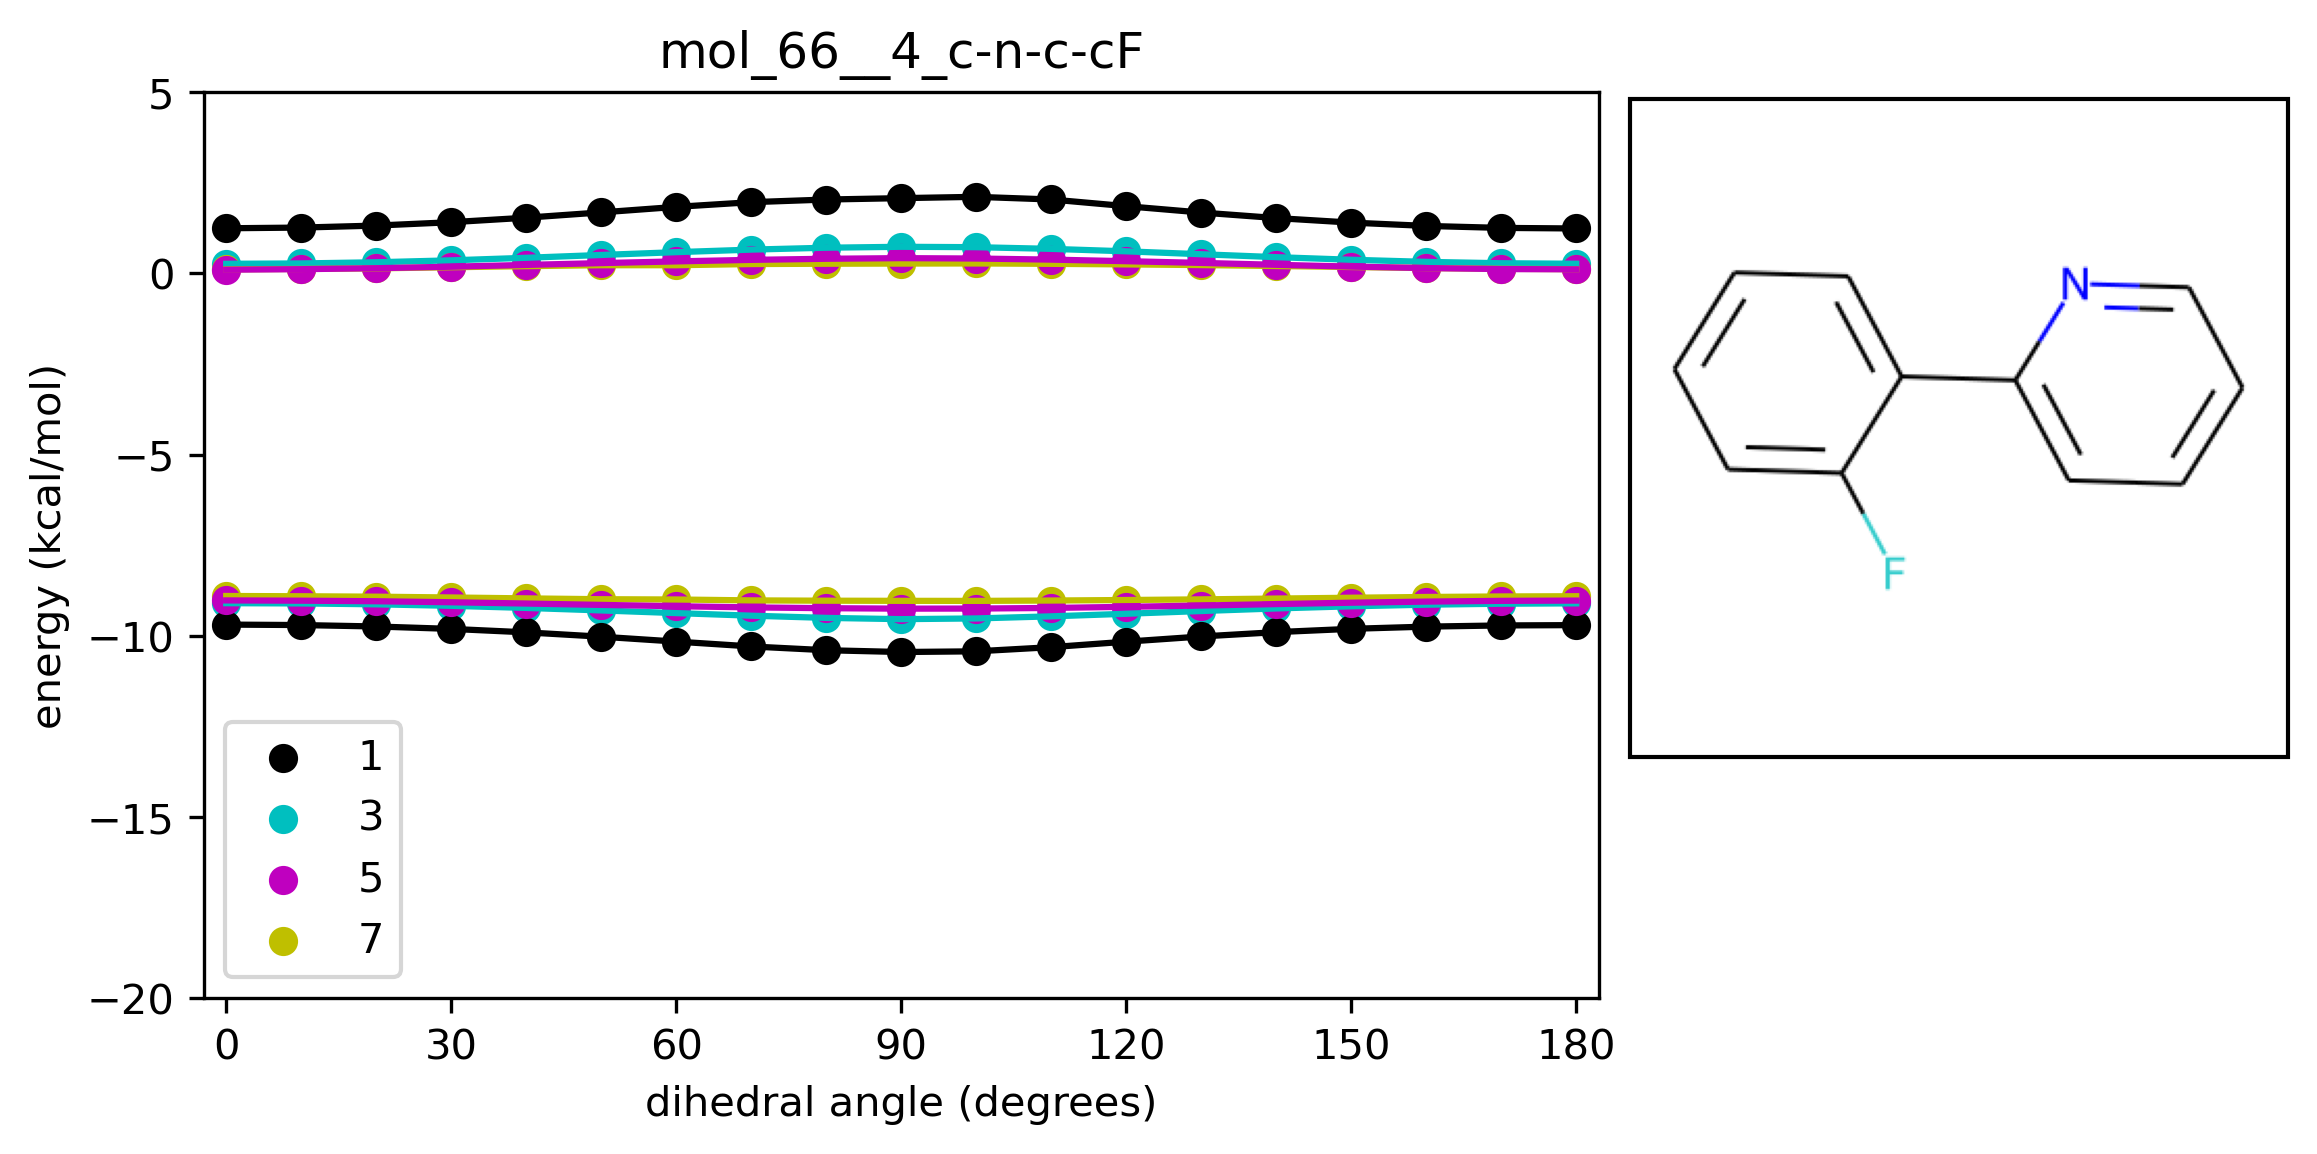 mol_66__4_c-n-c-cF
5
0
−5
−10
−15
−20
energy (kcal/mol)
1
3
5
7
0 30 60 90 120 150 180
dihedral angle (degrees)
N
F